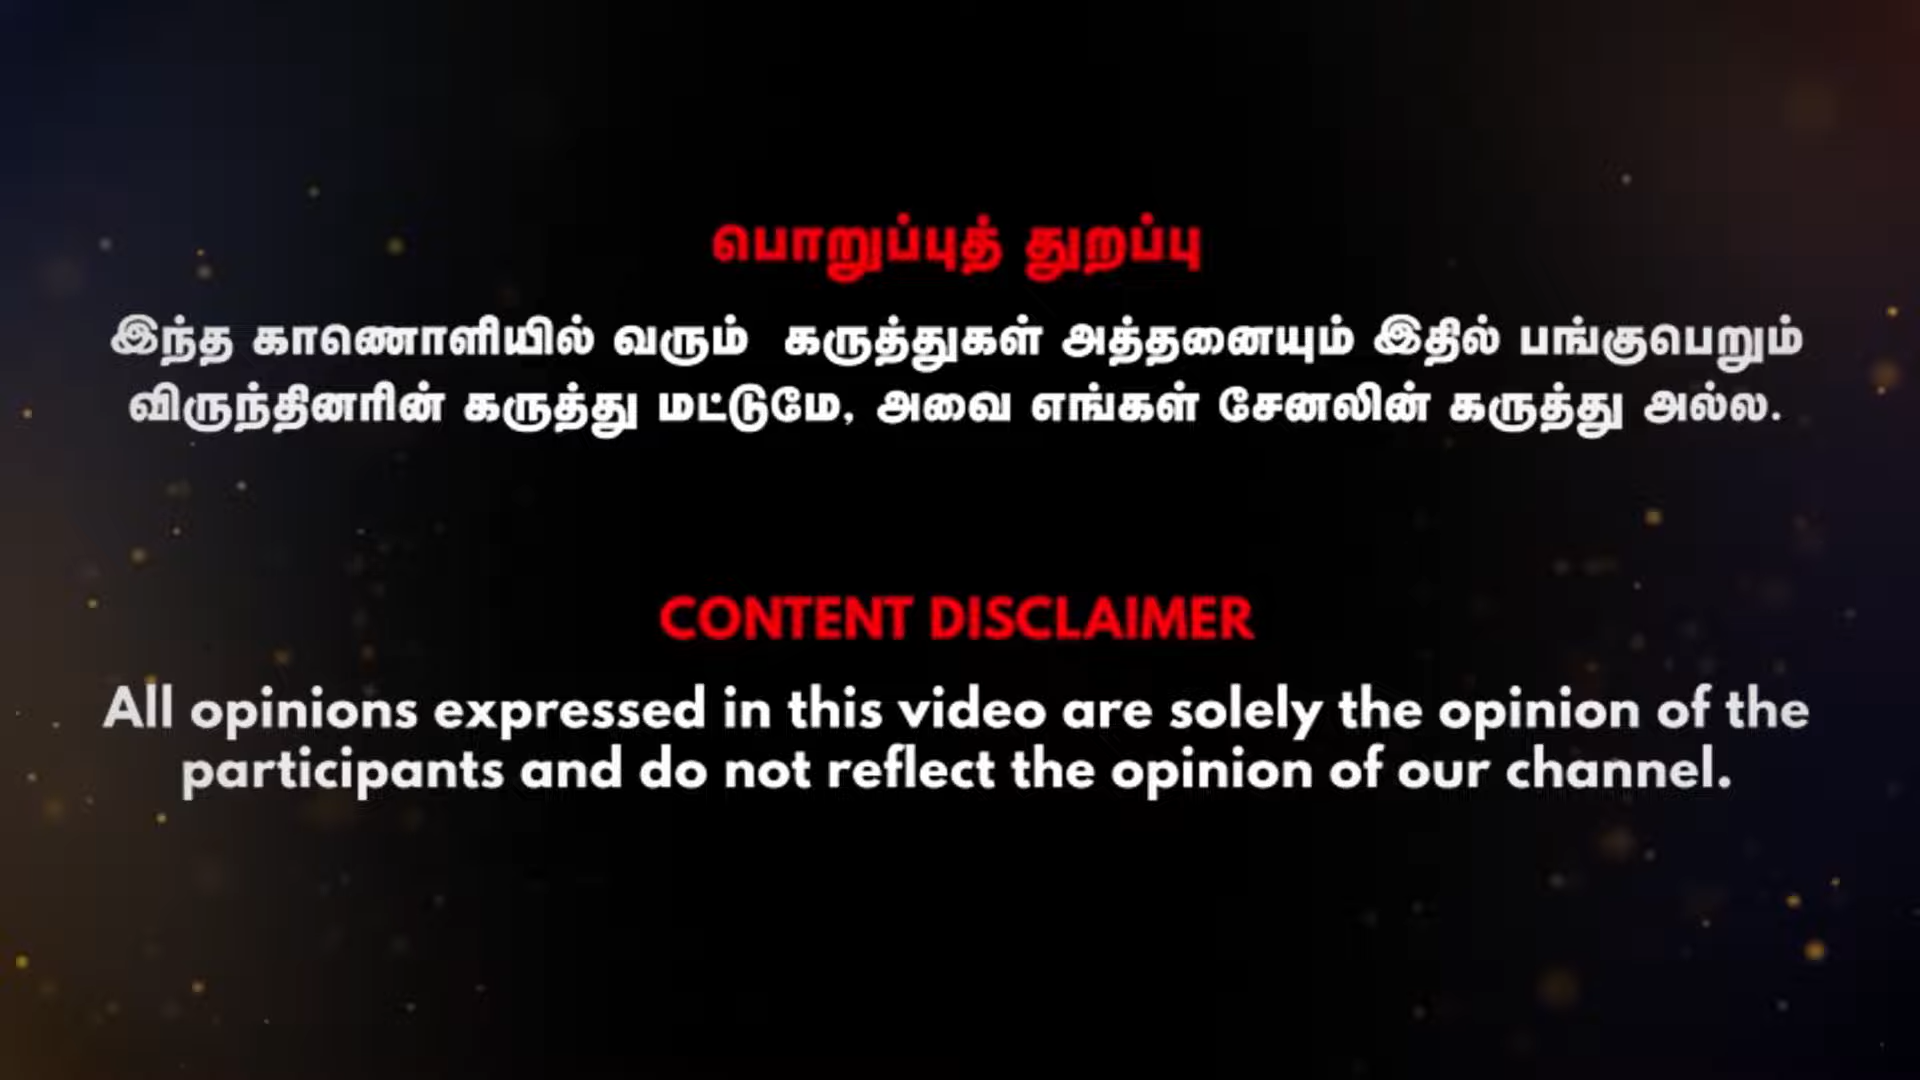 பொறுப்புத் துறப்பு
இந்த காணொளியில் வரும் கருத்துகள் அத்தனையும் இதில் பங்குபெறும்
விருந்தினரின் கருத்து மட்டுமே, அவை எங்கள் சேனலின் கருத்து அல்ல.
CONTENT DISCLAIMER
All opinions expressed in this video are solely the opinion of the
participants and do not reflect the opinion of our channel.